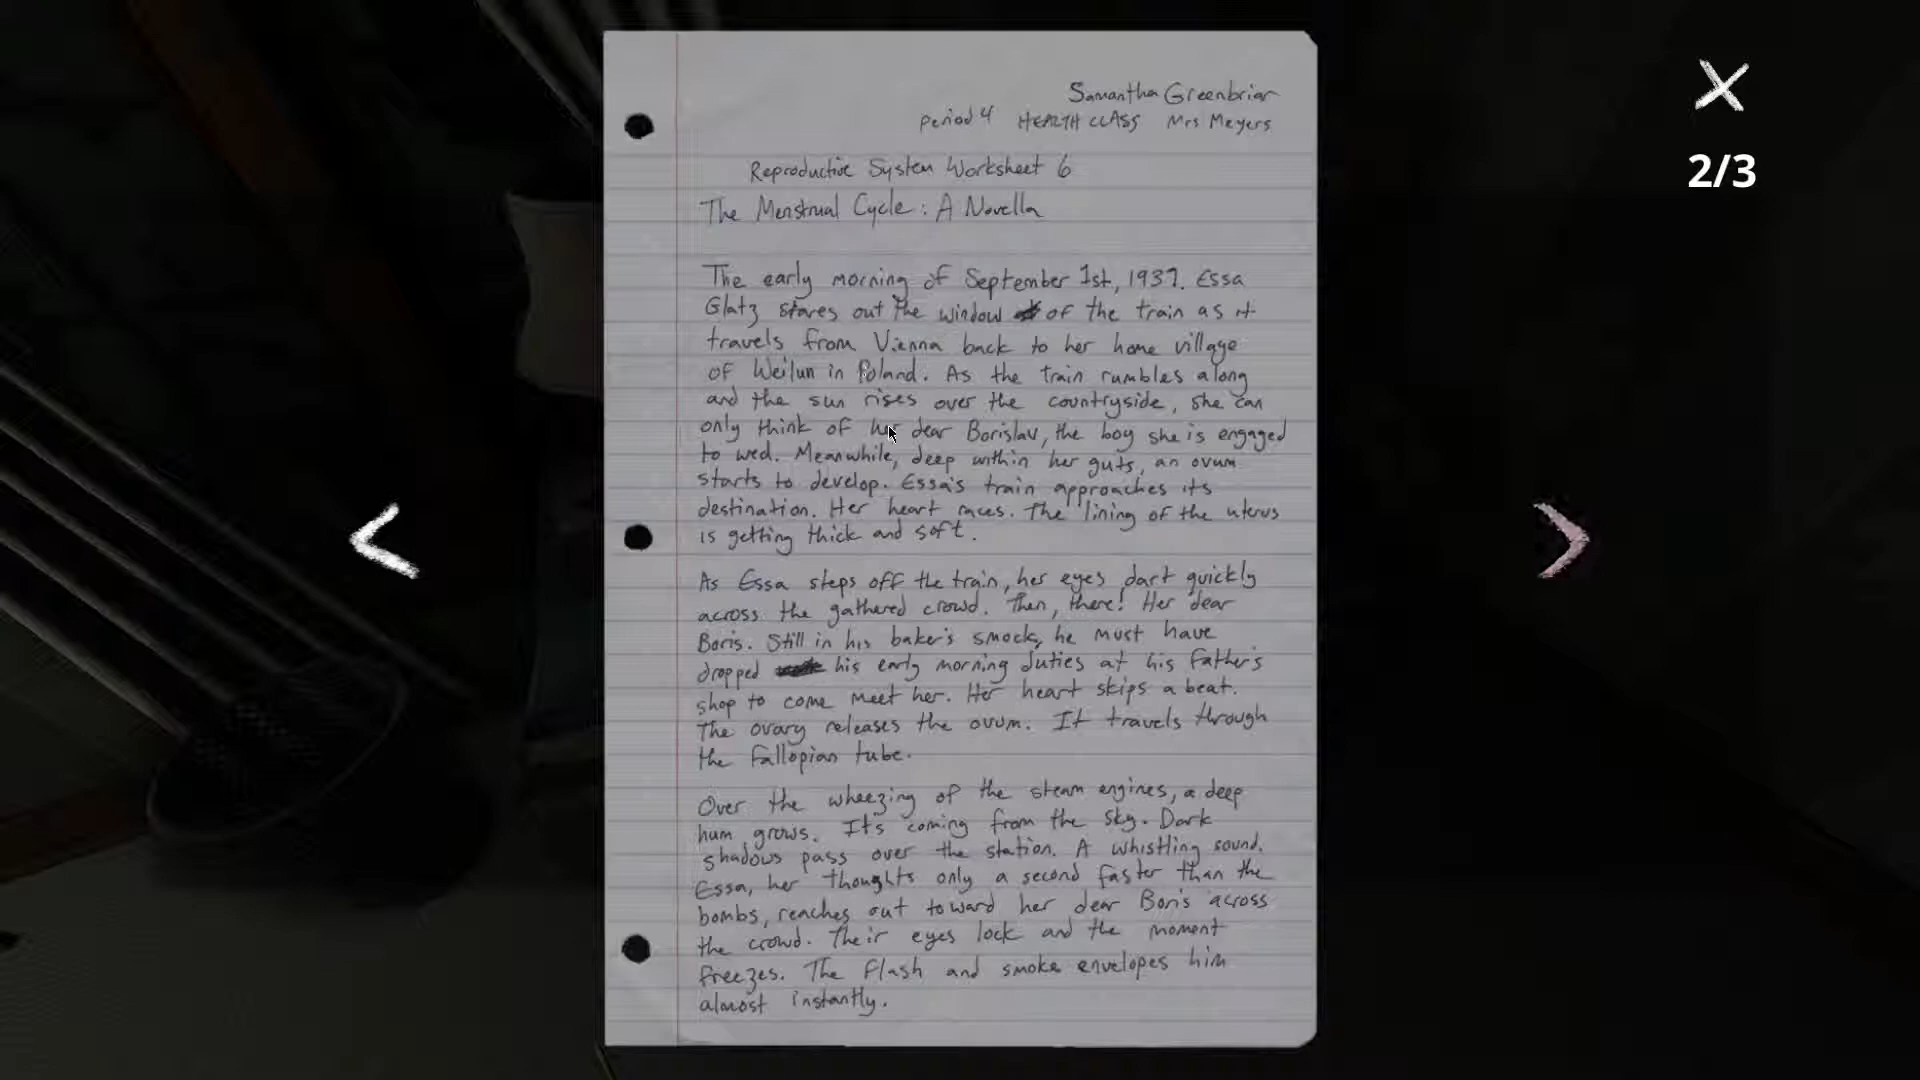 Samantha Greenbriar
period 4 HEALTH CLASS Mrs Meyers
2/3
Reproductive System Worksheet 6
The Menstrual Cycle: A Novella
The early morning of September 1st, 1939. Essa
Glatz stares out the window of the train as it
travels from Vienna back to her home village
of Weilun in Poland. As the train rumbles along
and the sun rises over the countryside, she can
only think of her dear Borislav, the boy she is engaged
to wed. Meanwhile, deep within her guts, an ovum
starts to develop. Essa's train approaches its
destination. Her heart races. The lining of the uterus
is getting thick and soft.
As Essa steps off the train, her eyes dart quickly
across the gathered crowd. Then, there! Her dear
Boris. Still in his baker's smock, he must have
dropped his early morning duties at his father's
shop to come meet her. Her heart skips a beat.
The ovary releases the ovum. It travels through
the fallopian tube.
Over the wheezing of the steam engines, a deep
hum grows. It's coming from the sky. Dark
shadows pass over the station. A whistling sound.
Essa, her thoughts only a second faster than the
bombs, reaches out toward her dear Boris across
the crowd. Their eyes lock and the moment
freezes. The flash and smoke envelopes him
almost instantly.